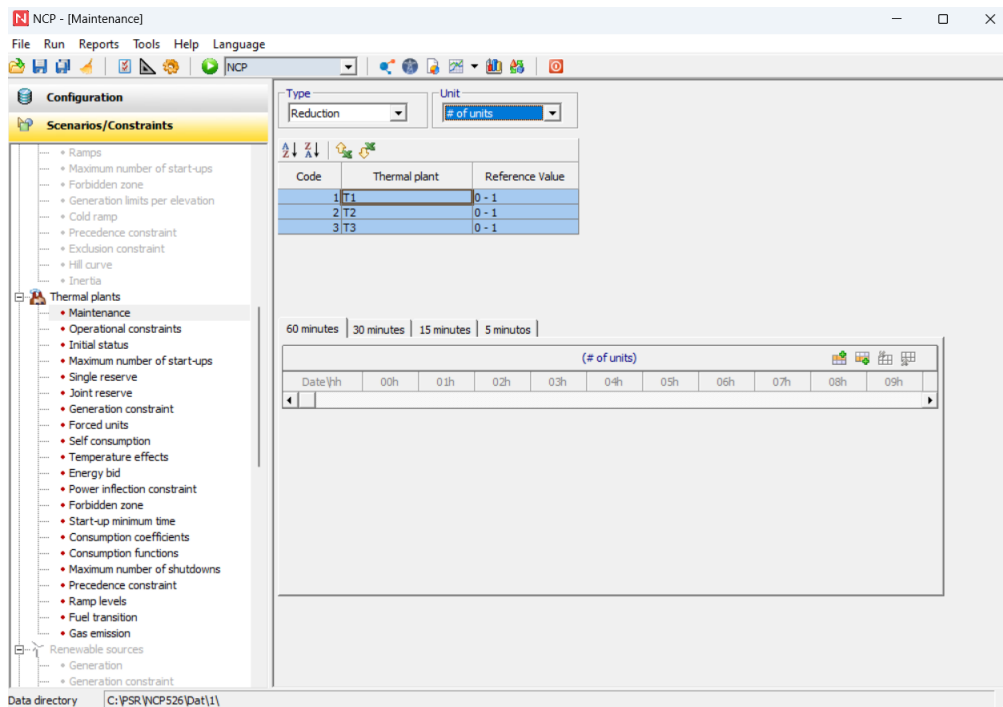 NCP - [Maintenance]
File Run Reports Tools Help Language
NCP
Configuration
Scenarios/Constraints
Ramps
Maximum number of start-ups
Forbidden zone
Generation limits per elevation
Cold ramp
Precedence constraint
Exclusion constraint
Hill curve
Inertia
Thermal plants
Maintenance
Operational constraints
Initial status
Maximum number of start-ups
Single reserve
Joint reserve
Generation constraint
Forced units
Self consumption
Temperature effects
Energy bid
Power inflection constraint
Forbidden zone
Start-up minimum time
Consumption coefficients
Consumption functions
Maximum number of shutdowns
Precedence constraint
Ramp levels
Fuel transition
Gas emission
Renewable sources
Generation
Generation constraint
Type
Reduction
Unit
# of units
Code Thermal plant Reference Value
1 T1 0 - 1
2 T2 0 - 1
3 T3 0 - 1
60 minutes 30 minutes 15 minutes 5 minutos
(# of units)
Date\hh 00h 01h 02h 03h 04h 05h 06h 07h 08h 09h
Data directory C:\PSR\NCP526\Dat\1\